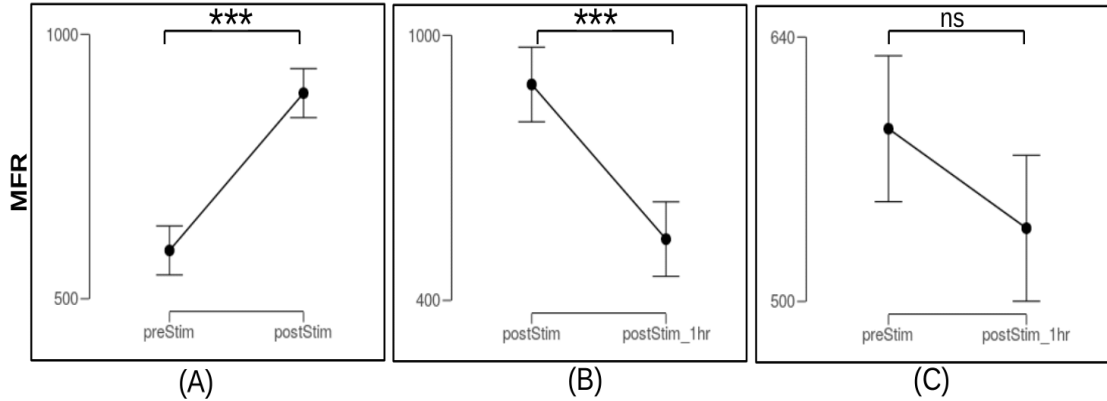 ***
1000
500
MFR
preStim
postStim
(A)
***
1000
400
postStim
postStim_1hr
(B)
ns
640
500
preStim
postStim_1hr
(C)